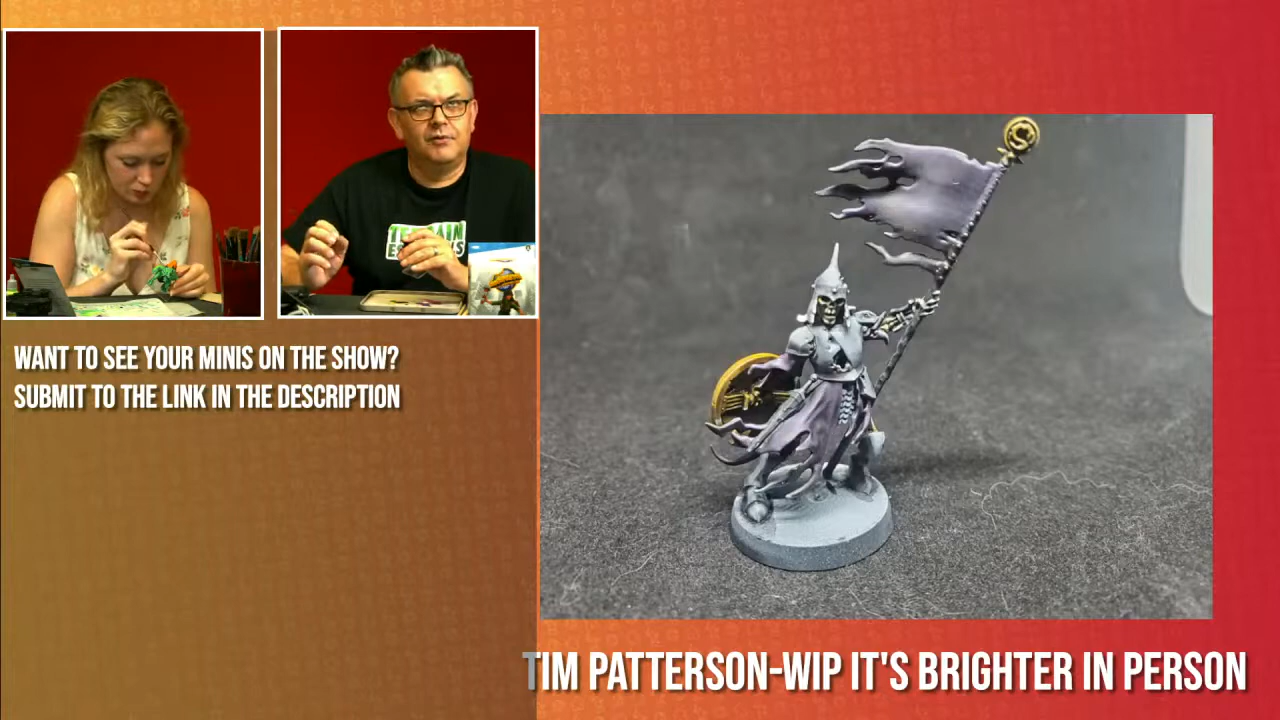 WANT TO SEE YOUR MINIS ON THE SHOW?
SUBMIT TO THE LINK IN THE DESCRIPTION
TIM PATTERSON-WIP IT'S BRIGHTER IN PERSON